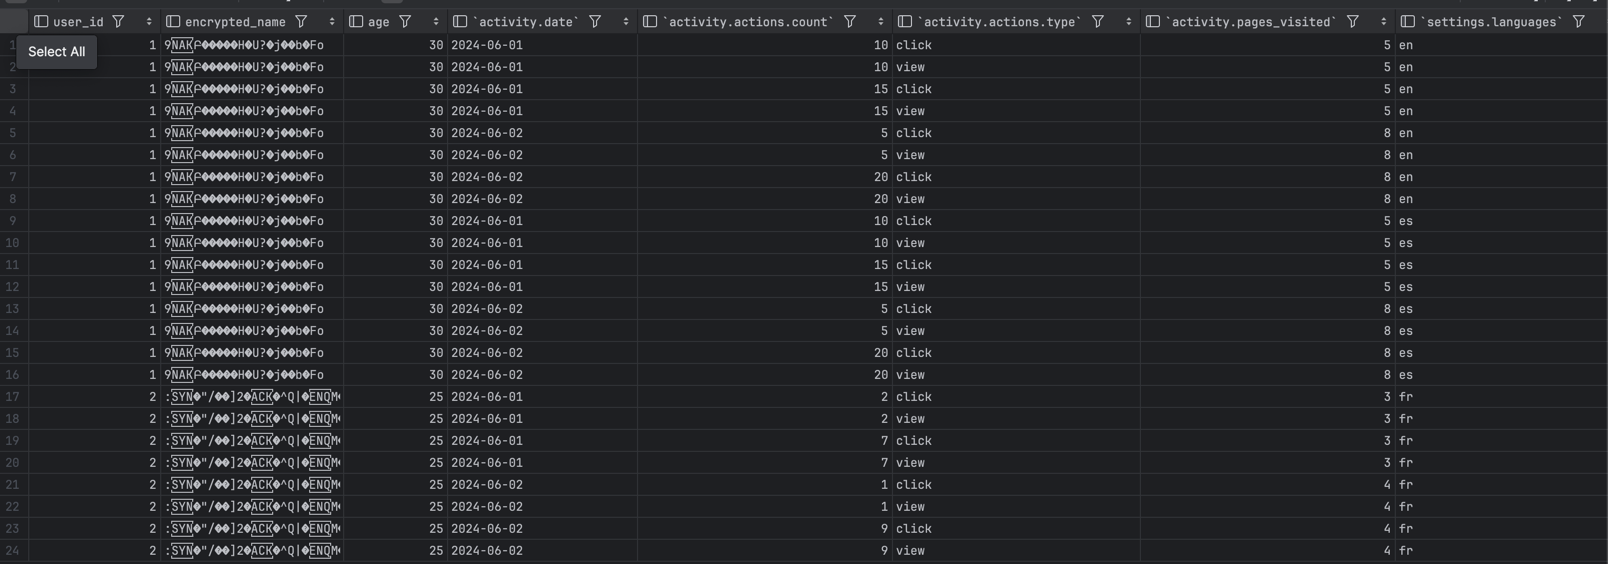 user_id encrypted_name age `activity.date` `activity.actions.count` `activity.actions.type` `activity.pages_visited` `settings.languages`
1 1 9NAK�����H�U?�j��b�Fo 30 2024-06-01 10 click 5 en
Select All
2 1 9NAK�����H�U?�j��b�Fo 30 2024-06-01 10 view 5 en
3 1 9NAK�����H�U?�j��b�Fo 30 2024-06-01 15 click 5 en
4 1 9NAK�����H�U?�j��b�Fo 30 2024-06-01 15 view 5 en
5 1 9NAK�����H�U?�j��b�Fo 30 2024-06-02 5 click 8 en
6 1 9NAK�����H�U?�j��b�Fo 30 2024-06-02 5 view 8 en
7 1 9NAK�����H�U?�j��b�Fo 30 2024-06-02 20 click 8 en
8 1 9NAK�����H�U?�j��b�Fo 30 2024-06-02 20 view 8 en
9 1 9NAK�����H�U?�j��b�Fo 30 2024-06-01 10 click 5 es
10 1 9NAK�����H�U?�j��b�Fo 30 2024-06-01 10 view 5 es
11 1 9NAK�����H�U?�j��b�Fo 30 2024-06-01 15 click 5 es
12 1 9NAK�����H�U?�j��b�Fo 30 2024-06-01 15 view 5 es
13 1 9NAK�����H�U?�j��b�Fo 30 2024-06-02 5 click 8 es
14 1 9NAK�����H�U?�j��b�Fo 30 2024-06-02 5 view 8 es
15 1 9NAK�����H�U?�j��b�Fo 30 2024-06-02 20 click 8 es
16 1 9NAK�����H�U?�j��b�Fo 30 2024-06-02 20 view 8 es
17 2 :SYN�"/��]2�ACK�^Q|�ENQM 25 2024-06-01 2 click 3 fr
18 2 :SYN�"/��]2�ACK�^Q|�ENQM 25 2024-06-01 2 view 3 fr
19 2 :SYN�"/��]2�ACK�^Q|�ENQM 25 2024-06-01 7 click 3 fr
20 2 :SYN�"/��]2�ACK�^Q|�ENQM 25 2024-06-01 7 view 3 fr
21 2 :SYN�"/��]2�ACK�^Q|�ENQM 25 2024-06-02 1 click 4 fr
22 2 :SYN�"/��]2�ACK�^Q|�ENQM 25 2024-06-02 1 view 4 fr
23 2 :SYN�"/��]2�ACK�^Q|�ENQM 25 2024-06-02 9 click 4 fr
24 2 :SYN�"/��]2�ACK�^Q|�ENQM 25 2024-06-02 9 view 4 fr